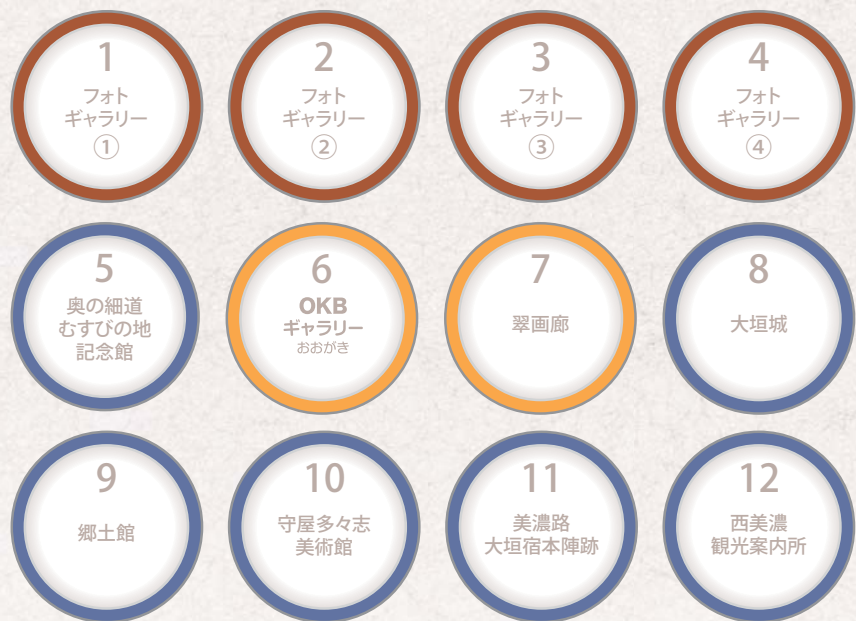 1
フォト
ギャラリー
①
2
フォト
ギャラリー
②
3
フォト
ギャラリー
③
4
フォト
ギャラリー
④
5
奥の細道
むすびの地
記念館
6
OKB
ギャラリー
おおがき
7
翠画廊
8
大垣城
9
郷土館
10
守屋多々志
美術館
11
美濃路
大垣宿本陣跡
12
西美濃
観光案内所